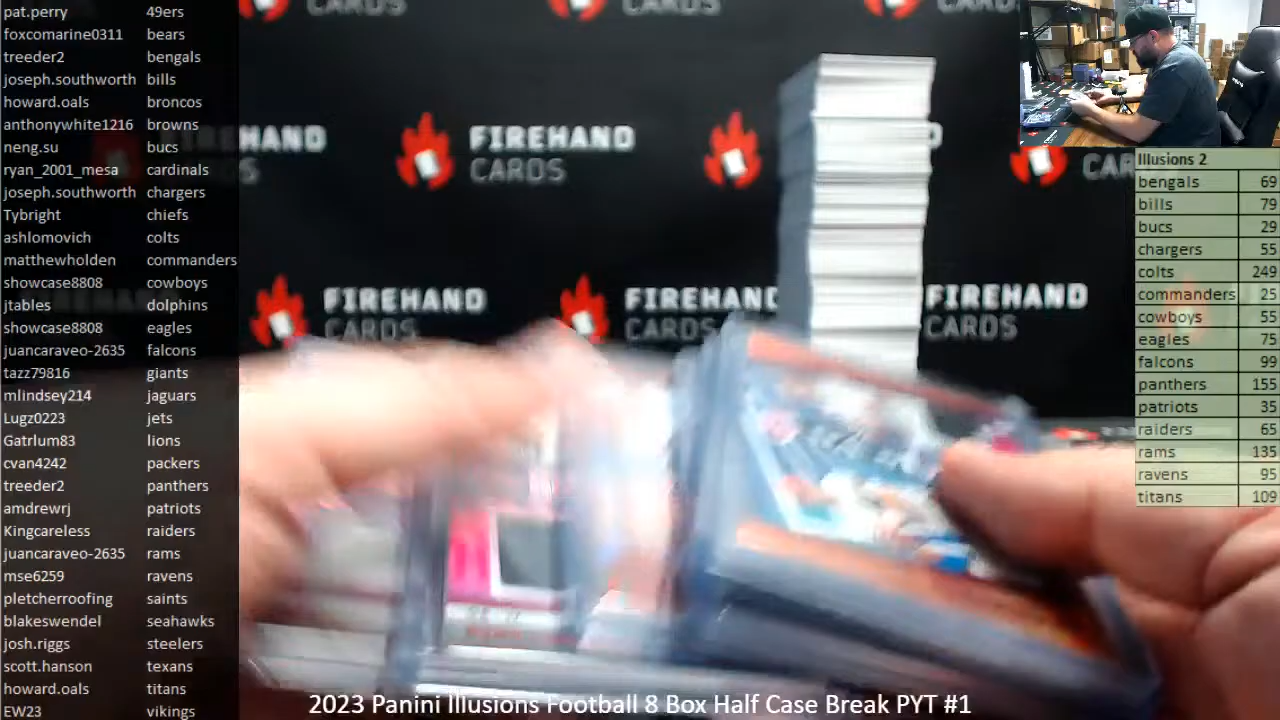 pat.perry 49ers
foxcomarine0311 bears
treeder2 bengals
joseph.southworth bills
howard.oals broncos
anthonywhite1216 browns
neng.su bucs
ryan_2001_mesa cardinals
joseph.southworth chargers
Tybright chiefs
ashlomovich colts
matthewholden commanders
showcase8808 cowboys
jtables dolphins
showcase8808 eagles
juancaraveo-2635 falcons
tazz79816 giants
mlindsey214 jaguars
Lugz0223 jets
Gatrlum83 lions
cvan4242 packers
treeder2 panthers
amdrewrj patriots
Kingcareless raiders
juancaraveo-2635 rams
mse6259 ravens
pletcherroofing saints
blakeswendel seahawks
josh.riggs steelers
scott.hanson texans
howard.oals titans
EW23 vikings
CARDS
CARDS
FIREHAND
CARDS
FIREHAND
CARDS
FIREHAND
CARDS
FIREHAND
CARDS
Illusions 2
bengals 69
bills 79
bucs 29
chargers 55
colts 249
commanders 25
cowboys 55
eagles 75
falcons 99
panthers 155
patriots 35
raiders 65
rams 135
ravens 95
titans 109
2023 Panini Illusions Football 8 Box Half Case Break PYT #1